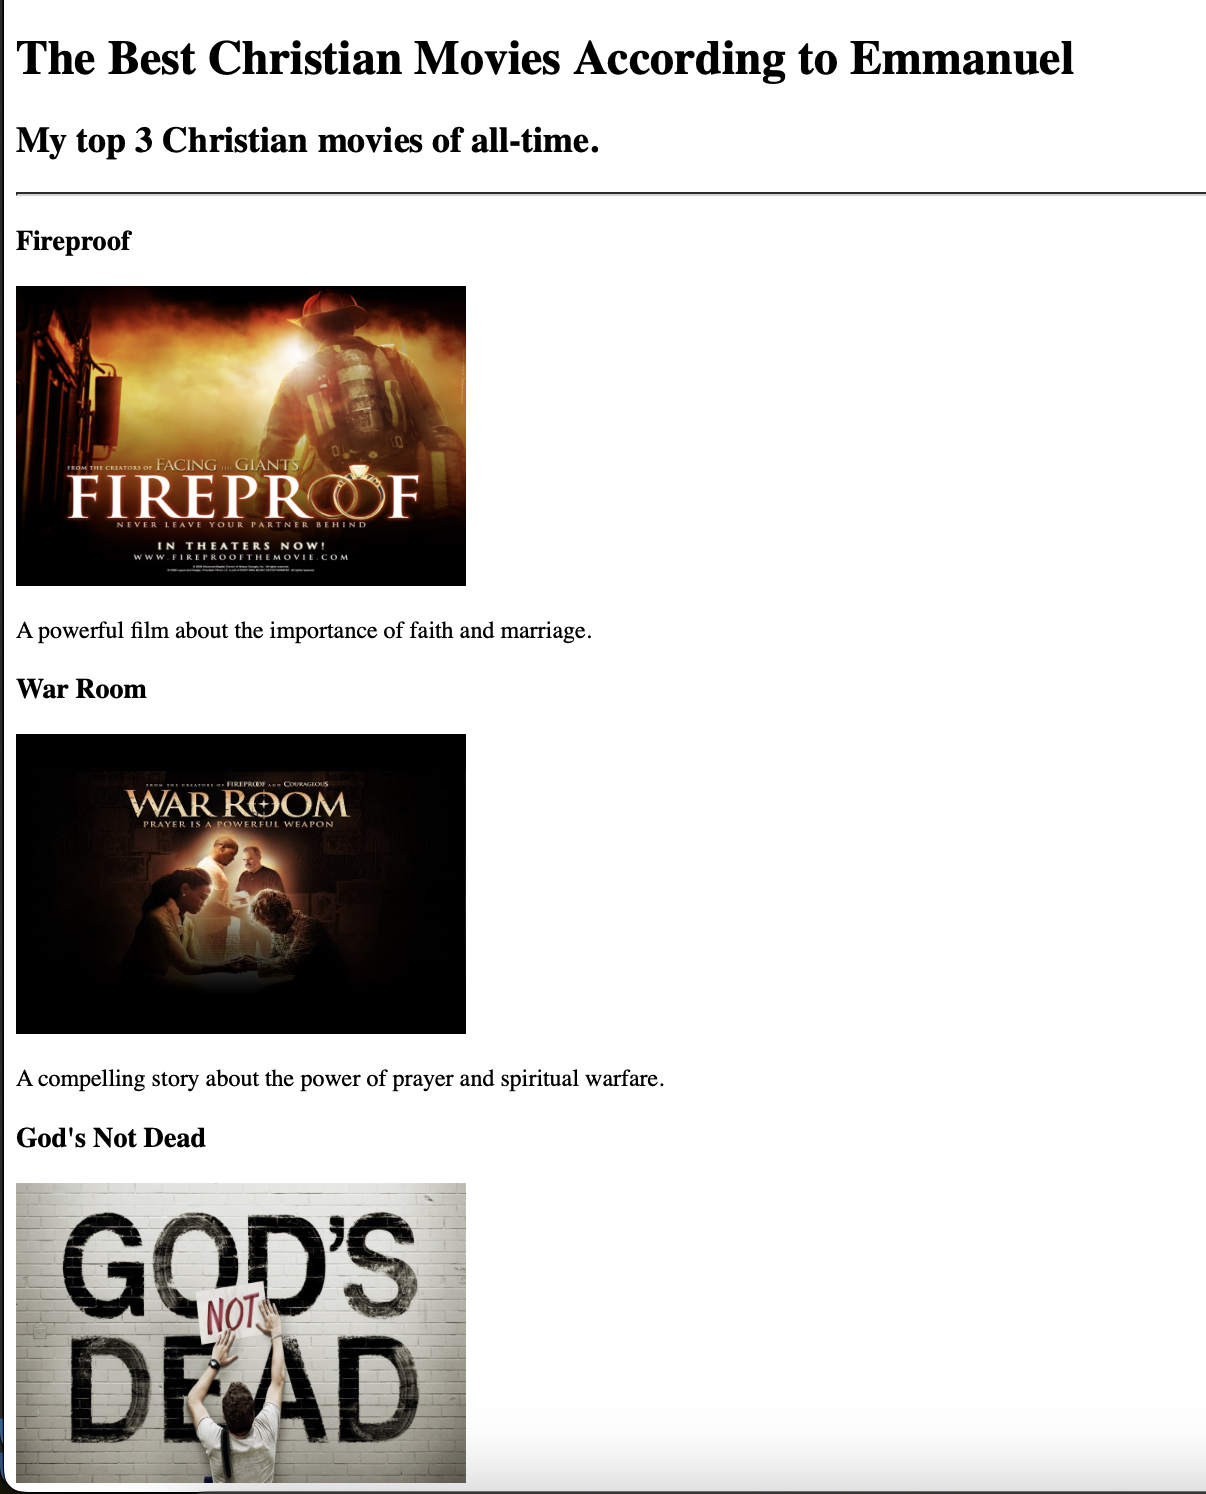 The Best Christian Movies According to Emmanuel
My top 3 Christian movies of all-time.
Fireproof
FROM THE CREATORS OF FACING THE GIANTS
FIREPROOF
NEVER LEAVE YOUR PARTNER BEHIND
IN THEATERS NOW!
WWW.FIREPROOFTHEMOVIE.COM
A powerful film about the importance of faith and marriage.
War Room
FROM THE CREATORS OF FIREPROOF AND COURAGEOUS
WAR ROOM
PRAYER IS A POWERFUL WEAPON
A compelling story about the power of prayer and spiritual warfare.
God's Not Dead
GOD'S
NOT
DEAD